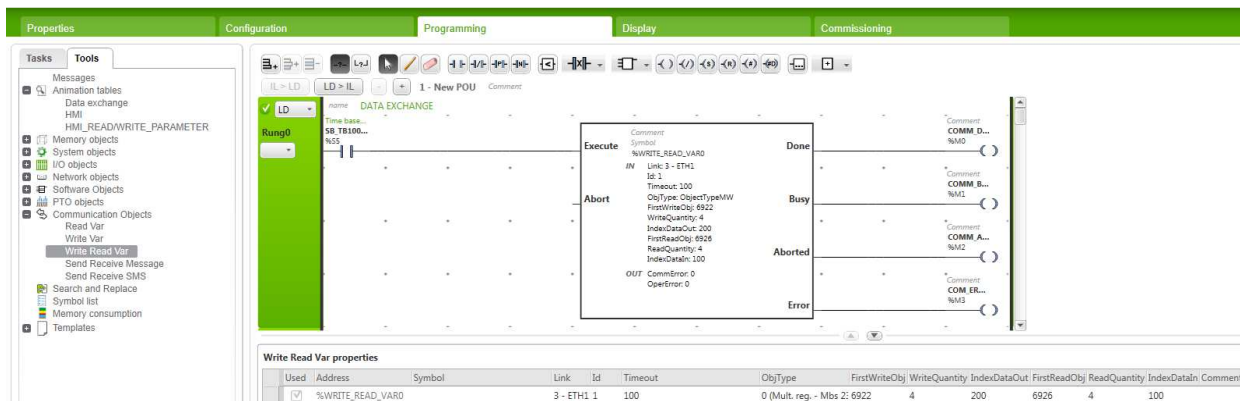 Properties Configuration Programming Display Commissioning
Tasks Tools
Messages
Animation tables
Data exchange
HMI
HMI_READ/WRITE_PARAMETER
Memory objects
System objects
I/O objects
Network objects
Software Objects
PTO objects
Communication Objects
Read Var
Write Var
Write Read Var
Send Receive Message
Send Receive SMS
Search and Replace
Symbol list
Memory consumption
Templates
IL > LD LD > IL - + 1 - New POU Comment
LD name DATA EXCHANGE
Rung0
Time base...
SB_TB100...
%S5
Comment
Symbol
%WRITE_READ_VAR0
Execute Done
IN Link: 3 - ETH1
Id: 1
Timeout: 100
ObjType: ObjectTypeMW
FirstWriteObj: 6922
WriteQuantity: 4
IndexDataOut: 200
FirstReadObj: 6926
ReadQuantity: 4
IndexDataIn: 100
Abort Busy
Aborted
OUT CommError: 0
OperError: 0
Error
Comment
COMM_D...
%M0
Comment
COMM_B...
%M1
Comment
COMM_A...
%M2
Comment
COM_ER...
%M3
Write Read Var properties
Used Address Symbol Link Id Timeout ObjType FirstWriteObj WriteQuantity IndexDataOut FirstReadObj ReadQuantity IndexDataIn Comment
%WRITE_READ_VAR0 3 - ETH1 1 100 0 (Mult. reg. - Mbs 2: 6922 4 200 6926 4 100